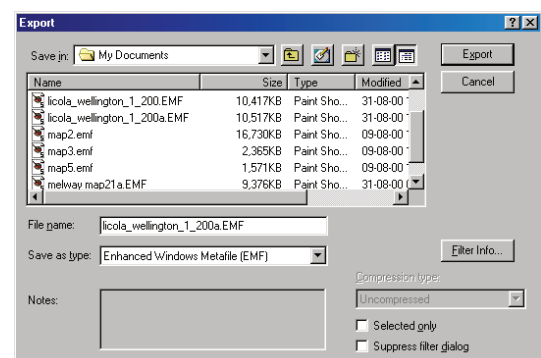 Export
Save in: My Documents
Export
Name Size Type Modified
Cancel
licola_wellington_1_200.EMF 10,417KB Paint Sho... 31-08-00
licola_wellington_1_200a.EMF 10,517KB Paint Sho... 31-08-00
map2.emf 16,730KB Paint Sho... 09-08-00
map3.emf 2,365KB Paint Sho... 09-08-00
map5.emf 1,571KB Paint Sho... 09-08-00
melway map21a.EMF 9,376KB Paint Sho... 31-08-00
File name: licola_wellington_1_200a.EMF
Save as type: Enhanced Windows Metafile (EMF)
Filter Info...
Compression type:
Notes:
Uncompressed
Selected only
Suppress filter dialog